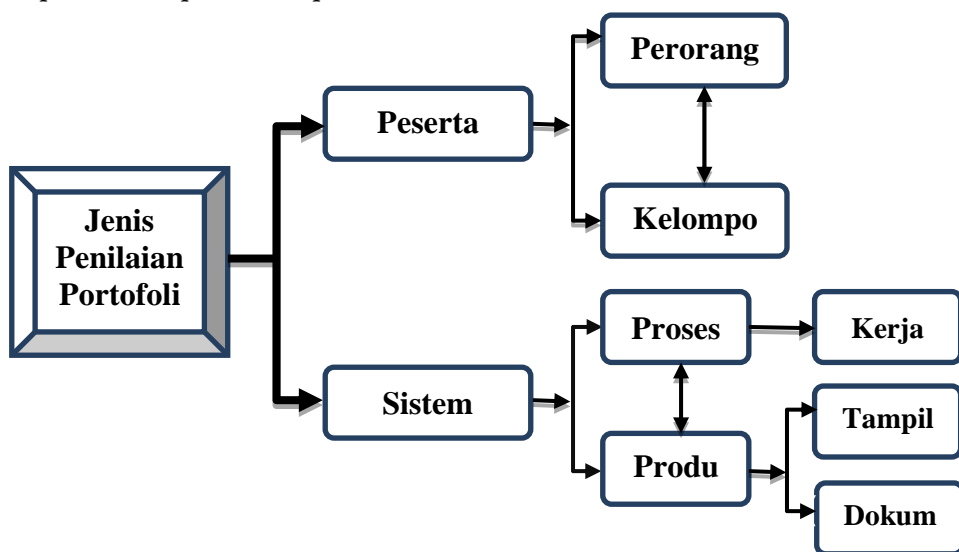 Jenis
Penilaian
Portofoli
Peserta
Perorang
Kelompo
Sistem
Proses
Kerja
Produ
Tampil
Dokum